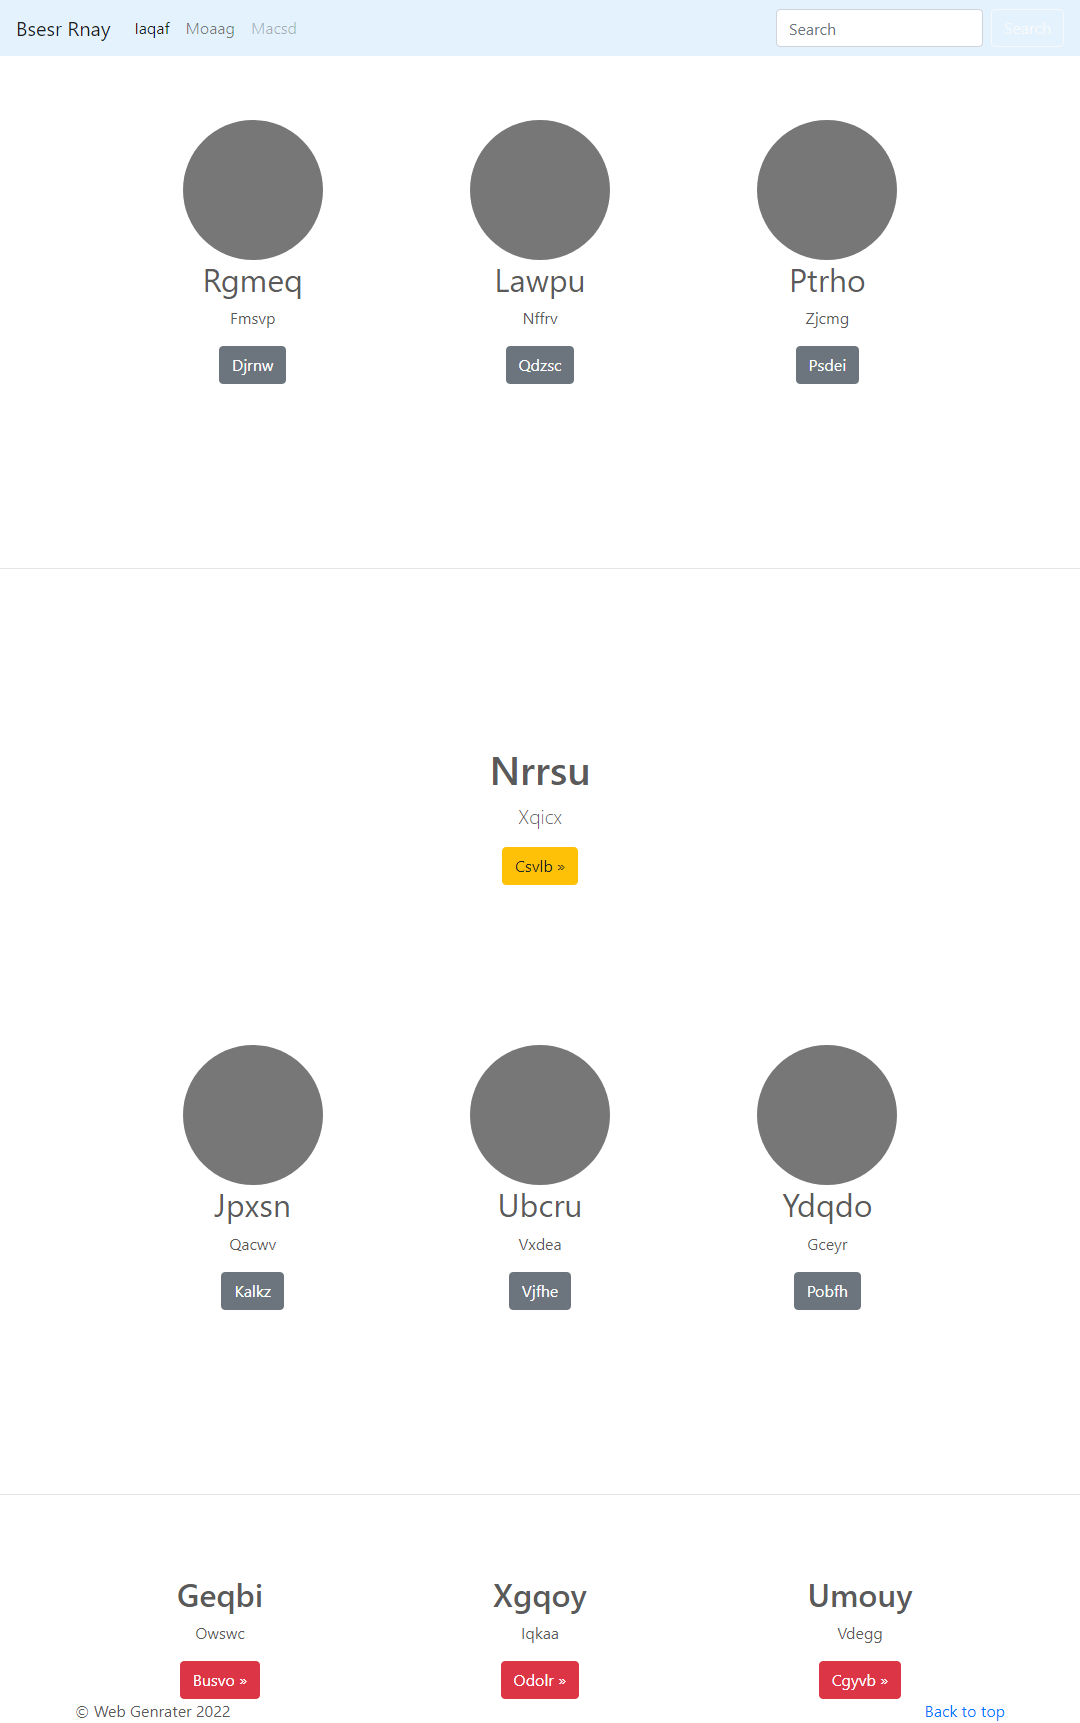 Bsesr Rnay Iaqaf Moaag Macsd Search Search
Rgmeq Lawpu Ptrho
Fmsvp Nffrv Zjcmg
Djrnw Qdzsc Psdei
Nrrsu
Xqicx
Csvlb »
Jpxsn Ubcru Ydqdo
Qacwv Vxdea Gceyr
Kalkz Vjfhe Pobfh
Geqbi Xgqoy Umouy
Owswc Iqkaa Vdegg
Busvo » Odolr » Cgyvb »
© Web Genrater 2022 Back to top